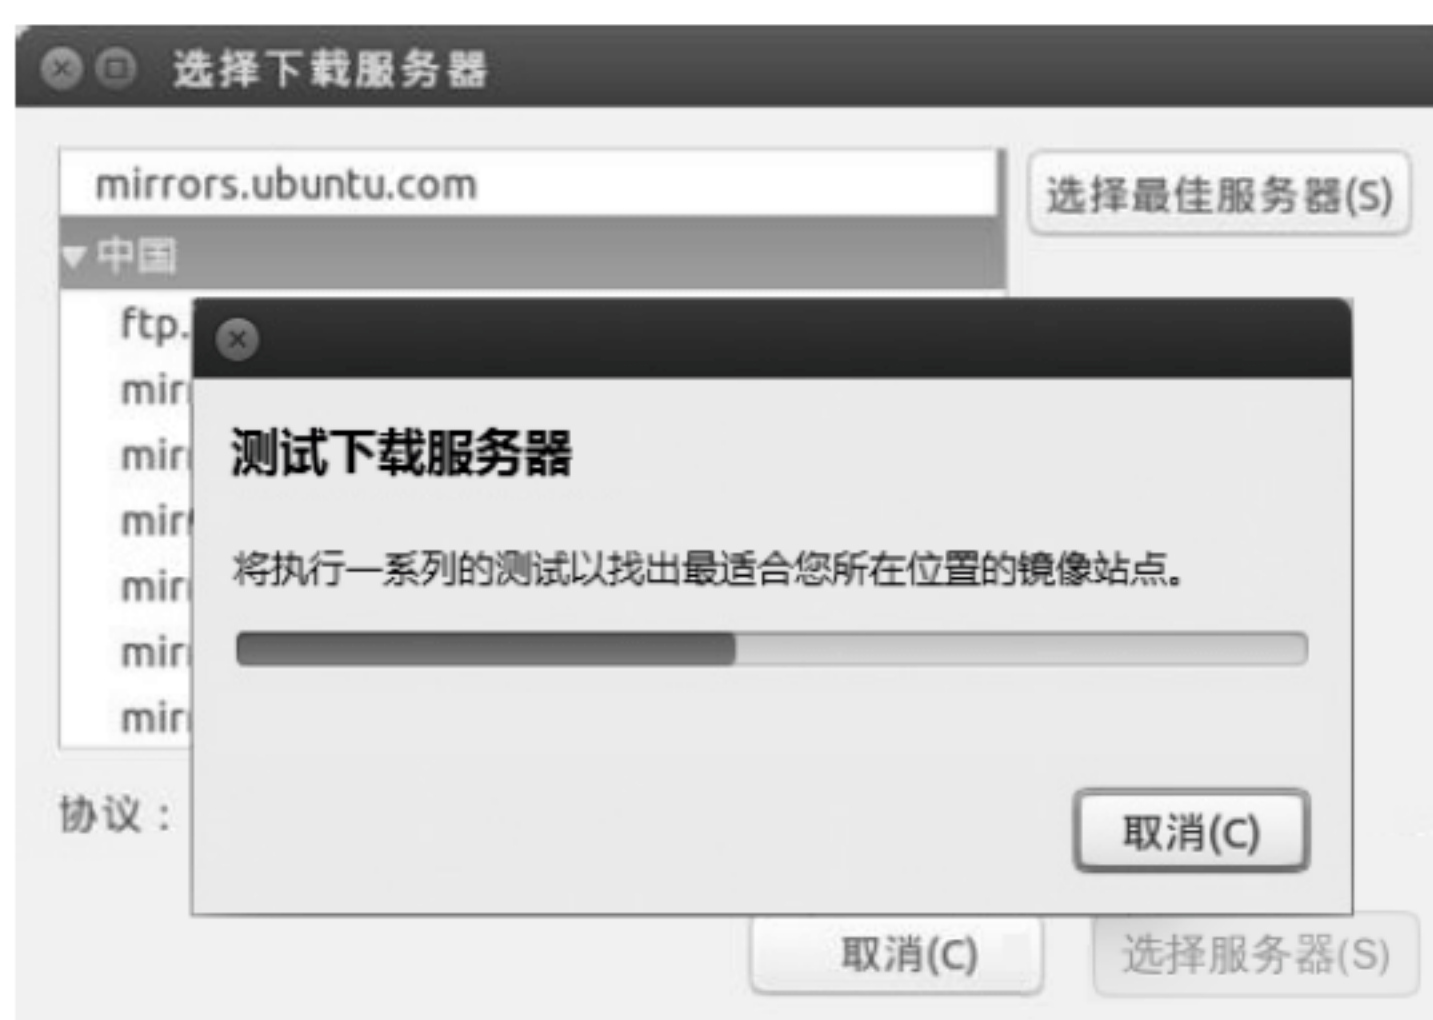 选择下载服务器
mirrors.ubuntu.com
选择最佳服务器(S)
中国
ftp.
测试下载服务器
将执行一系列的测试以找出最适合您所在位置的镜像站点。
协议：
取消(C)
取消(C)
选择服务器(S)